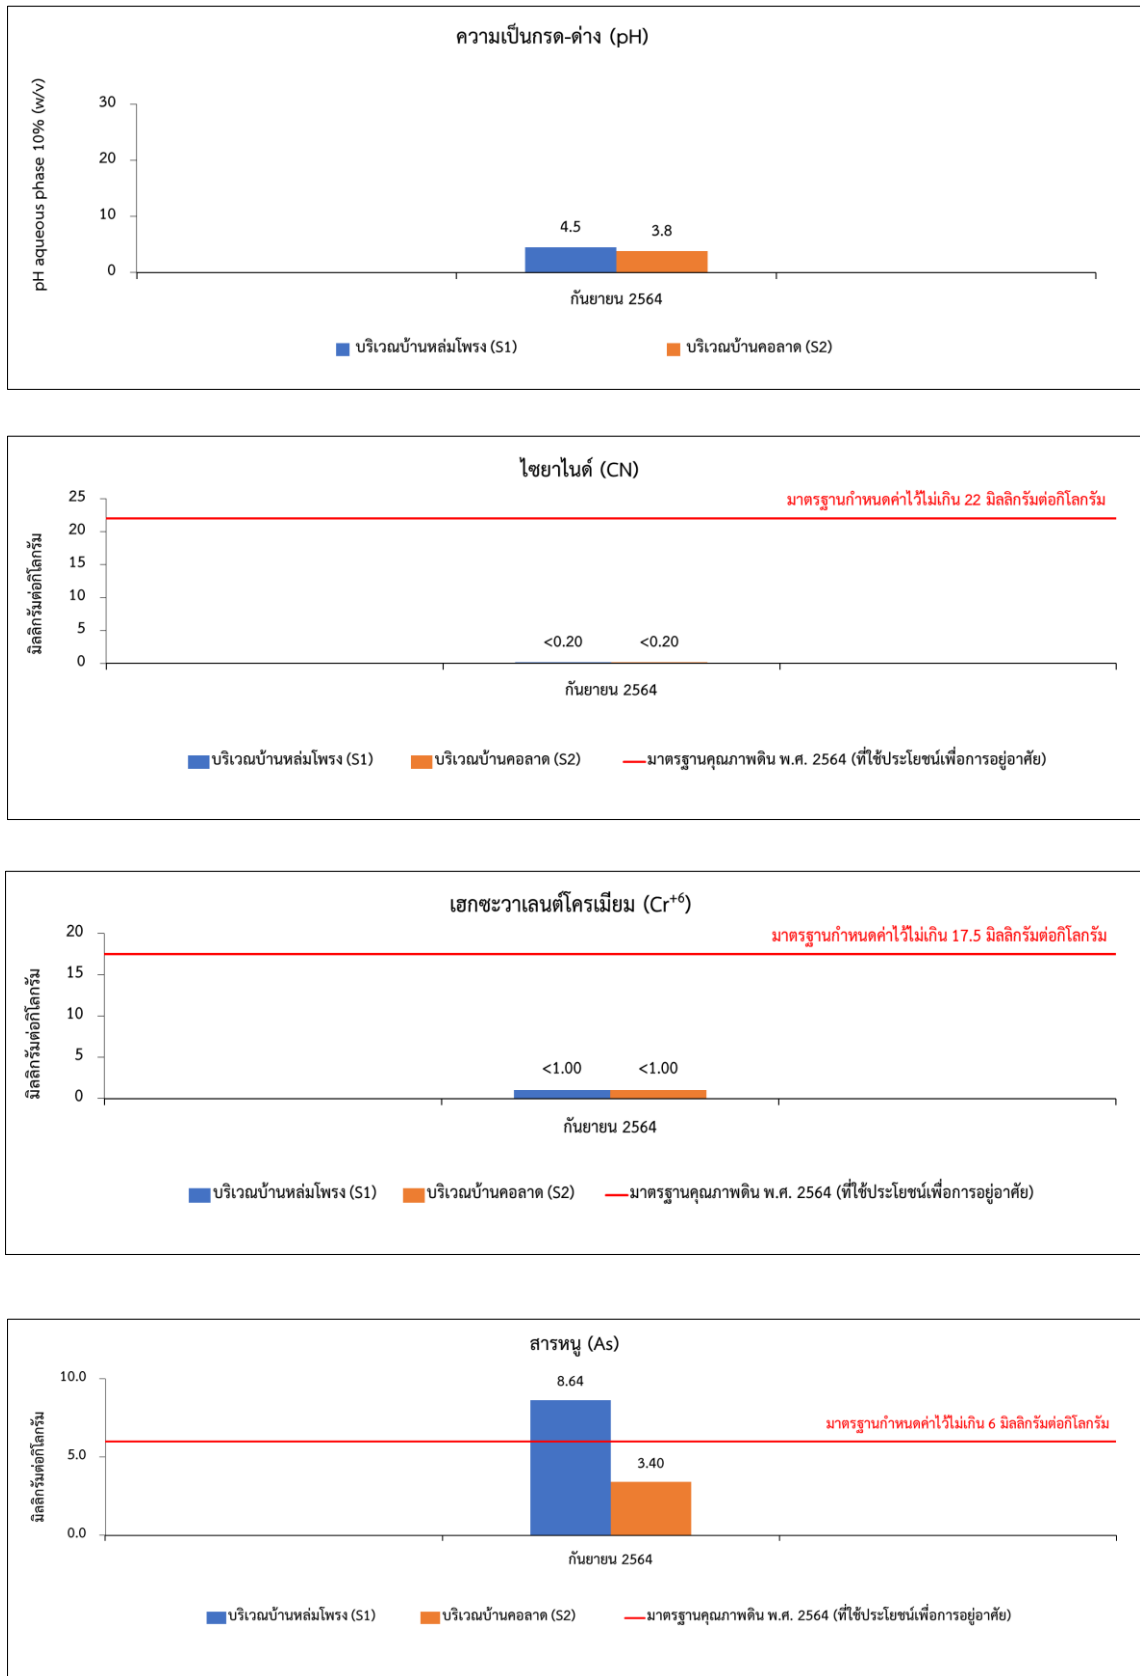 ความเป็นกรด-ด่าง (pH)
pH aqueous phase 10% (w/v)
30
20
10
0
4.5
3.8
กันยายน 2564
บริเวณบ้านหล่มโพรง (S1)
บริเวณบ้านคอลาด (S2)
ไซยาไนด์ (CN)
มิลลิกรัมต่อกิโลกรัม
25
20
15
10
5
0
มาตรฐานกำหนดค่าไว้ไม่เกิน 22 มิลลิกรัมต่อกิโลกรัม
<0.20
<0.20
กันยายน 2564
บริเวณบ้านหล่มโพรง (S1)
บริเวณบ้านคอลาด (S2)
มาตรฐานคุณภาพดิน พ.ศ. 2564 (ที่ใช้ประโยชน์เพื่อการอยู่อาศัย)
เฮกซะวาเลนต์โครเมียม (Cr⁺⁶)
มิลลิกรัมต่อกิโลกรัม
20
15
10
5
0
มาตรฐานกำหนดค่าไว้ไม่เกิน 17.5 มิลลิกรัมต่อกิโลกรัม
<1.00
<1.00
กันยายน 2564
บริเวณบ้านหล่มโพรง (S1)
บริเวณบ้านคอลาด (S2)
มาตรฐานคุณภาพดิน พ.ศ. 2564 (ที่ใช้ประโยชน์เพื่อการอยู่อาศัย)
สารหนู (As)
มิลลิกรัมต่อกิโลกรัม
10.0
5.0
0.0
8.64
มาตรฐานกำหนดค่าไว้ไม่เกิน 6 มิลลิกรัมต่อกิโลกรัม
3.40
กันยายน 2564
บริเวณบ้านหล่มโพรง (S1)
บริเวณบ้านคอลาด (S2)
มาตรฐานคุณภาพดิน พ.ศ. 2564 (ที่ใช้ประโยชน์เพื่อการอยู่อาศัย)